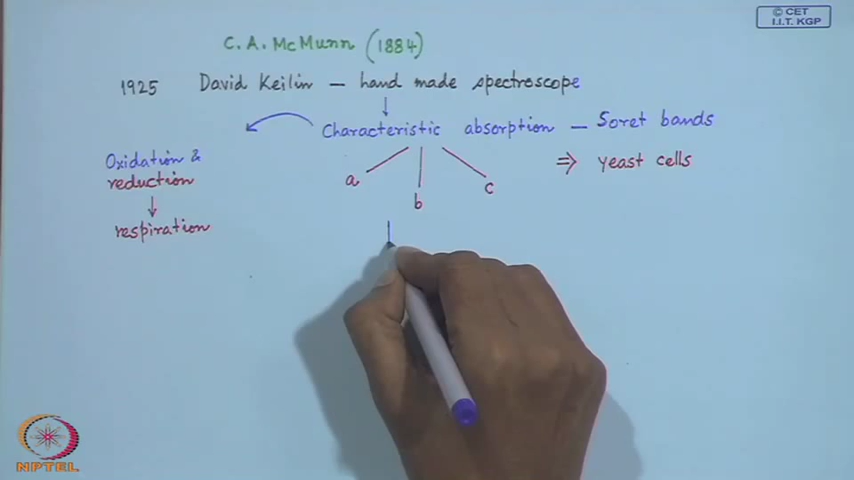 © CET
I.I.T. KGP
C. A. McMunn (1884)
1925 David Keilin – hand made spectroscope
Characteristic absorption – Soret bands
Oxidation &
reduction
a b c
⇒ yeast cells
respiration
NPTEL